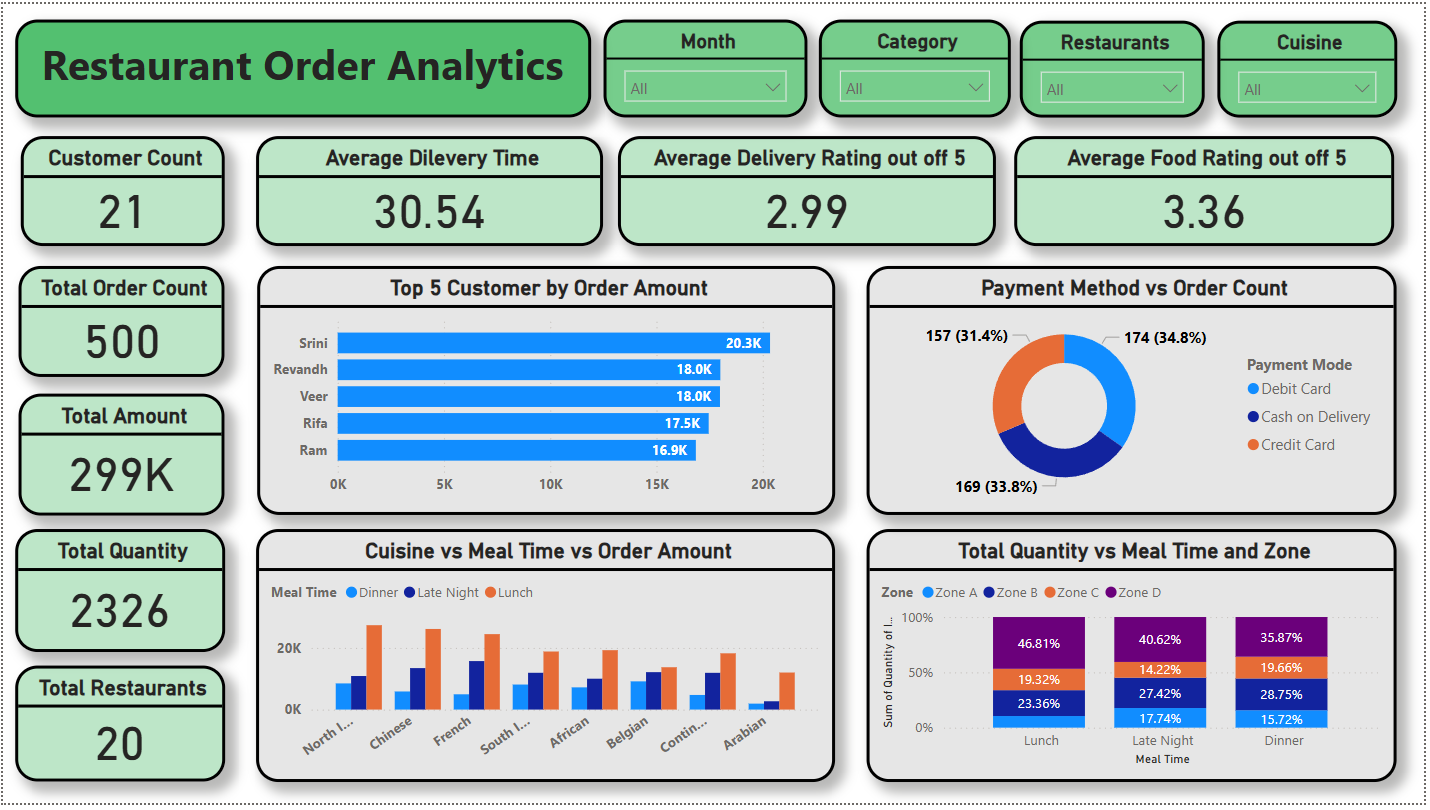 Restaurant Order Analytics
Month
All
Category
All
Restaurants
All
Cuisine
All
Customer Count
21
Average Dilevery Time
30.54
Average Delivery Rating out off 5
2.99
Average Food Rating out off 5
3.36
Total Order Count
500
Total Amount
299K
Total Quantity
2326
Total Restaurants
20
Top 5 Customer by Order Amount
Srini 20.3K
Revandh 18.0K
Veer 18.0K
Rifa 17.5K
Ram 16.9K
0K 5K 10K 15K 20K
Payment Method vs Order Count
157 (31.4%)
174 (34.8%)
169 (33.8%)
Payment Mode
Debit Card
Cash on Delivery
Credit Card
Cuisine vs Meal Time vs Order Amount
Meal Time Dinner Late Night Lunch
20K
0K
North I...
Chinese
French
South I...
African
Belgian
Contin...
Arabian
Total Quantity vs Meal Time and Zone
Zone Zone A Zone B Zone C Zone D
Sum of Quantity of I...
100%
50%
0%
46.81% 40.62% 35.87%
19.32% 14.22% 19.66%
23.36% 27.42% 28.75%
17.74% 15.72%
Lunch Late Night Dinner
Meal Time